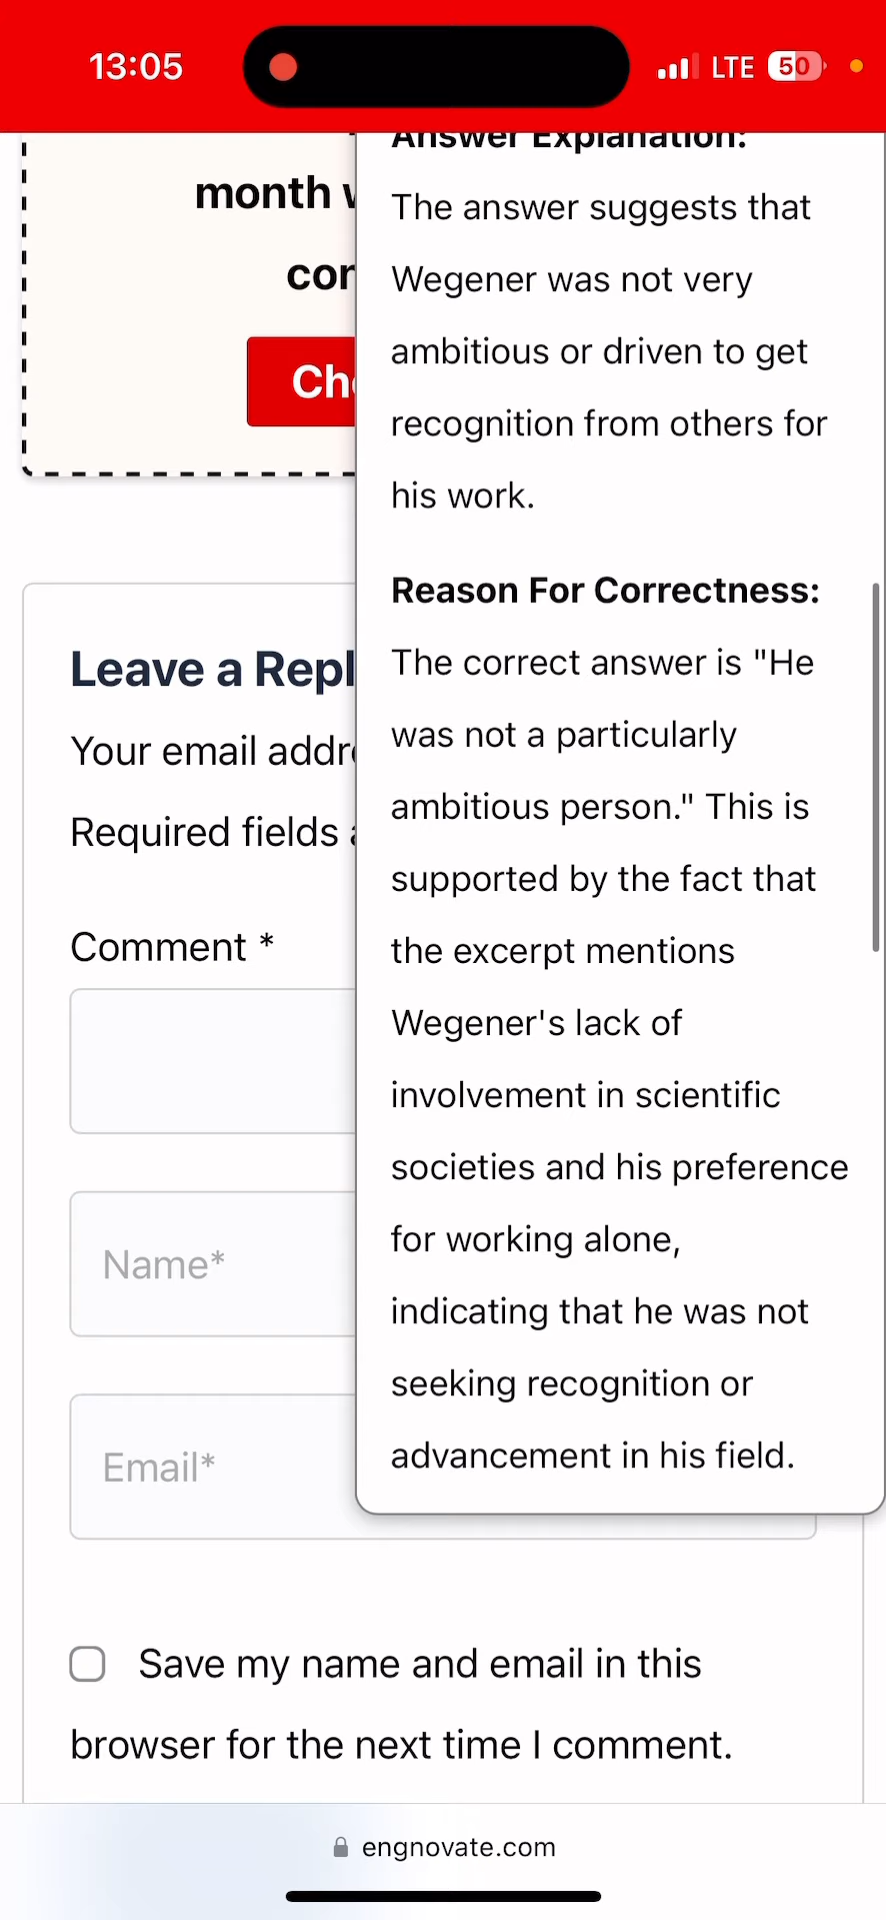 13:05
LTE 50
month
con
Answer Explanation:
The answer suggests that
Wegener was not very
ambitious or driven to get
recognition from others for
his work.
Reason For Correctness:
The correct answer is "He
was not a particularly
ambitious person." This is
supported by the fact that
the excerpt mentions
Wegener's lack of
involvement in scientific
societies and his preference
for working alone,
indicating that he was not
seeking recognition or
advancement in his field.
Leave a Repl
Your email addr
Required fields
Comment *
Name*
Email*
Save my name and email in this
browser for the next time I comment.
engnovate.com